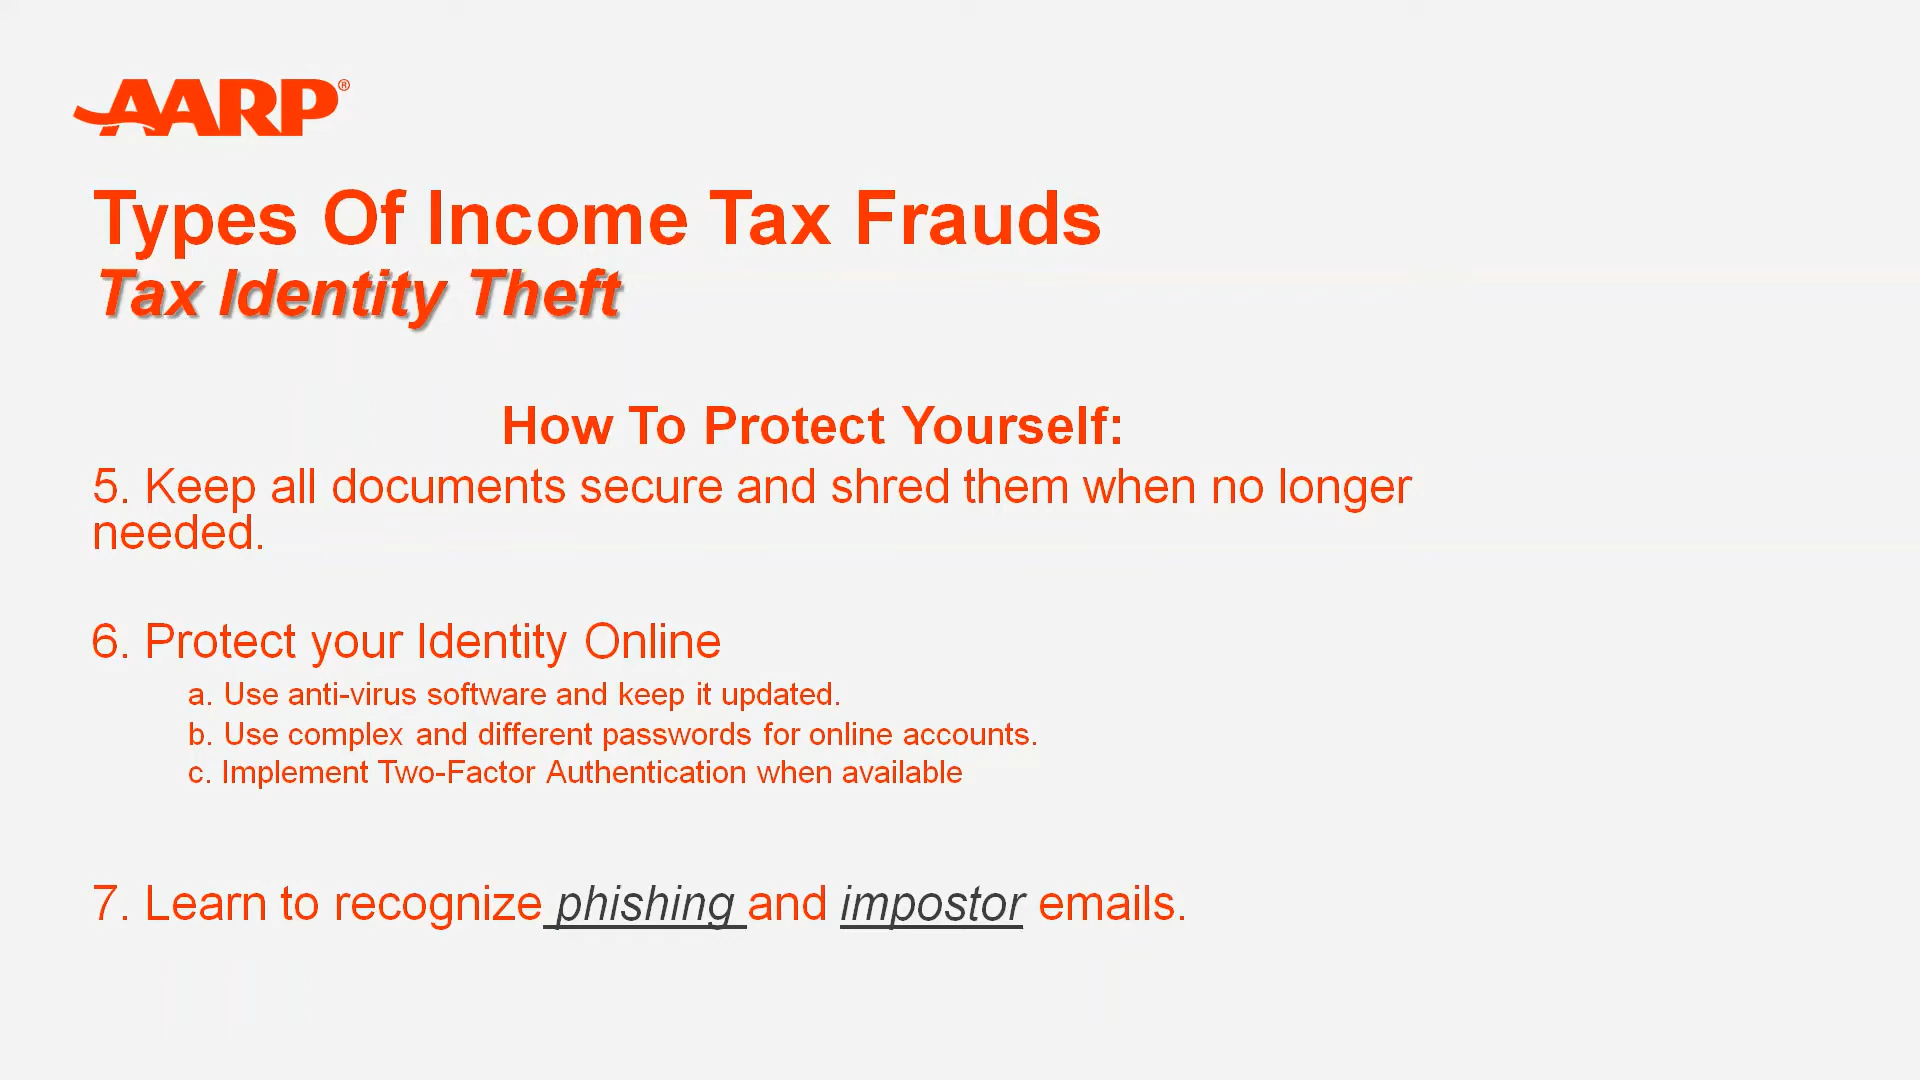 AARP®
Types Of Income Tax Frauds
Tax Identity Theft
How To Protect Yourself:
5. Keep all documents secure and shred them when no longer
needed.
6. Protect your Identity Online
a. Use anti-virus software and keep it updated.
b. Use complex and different passwords for online accounts.
c. Implement Two-Factor Authentication when available
7. Learn to recognize phishing and impostor emails.